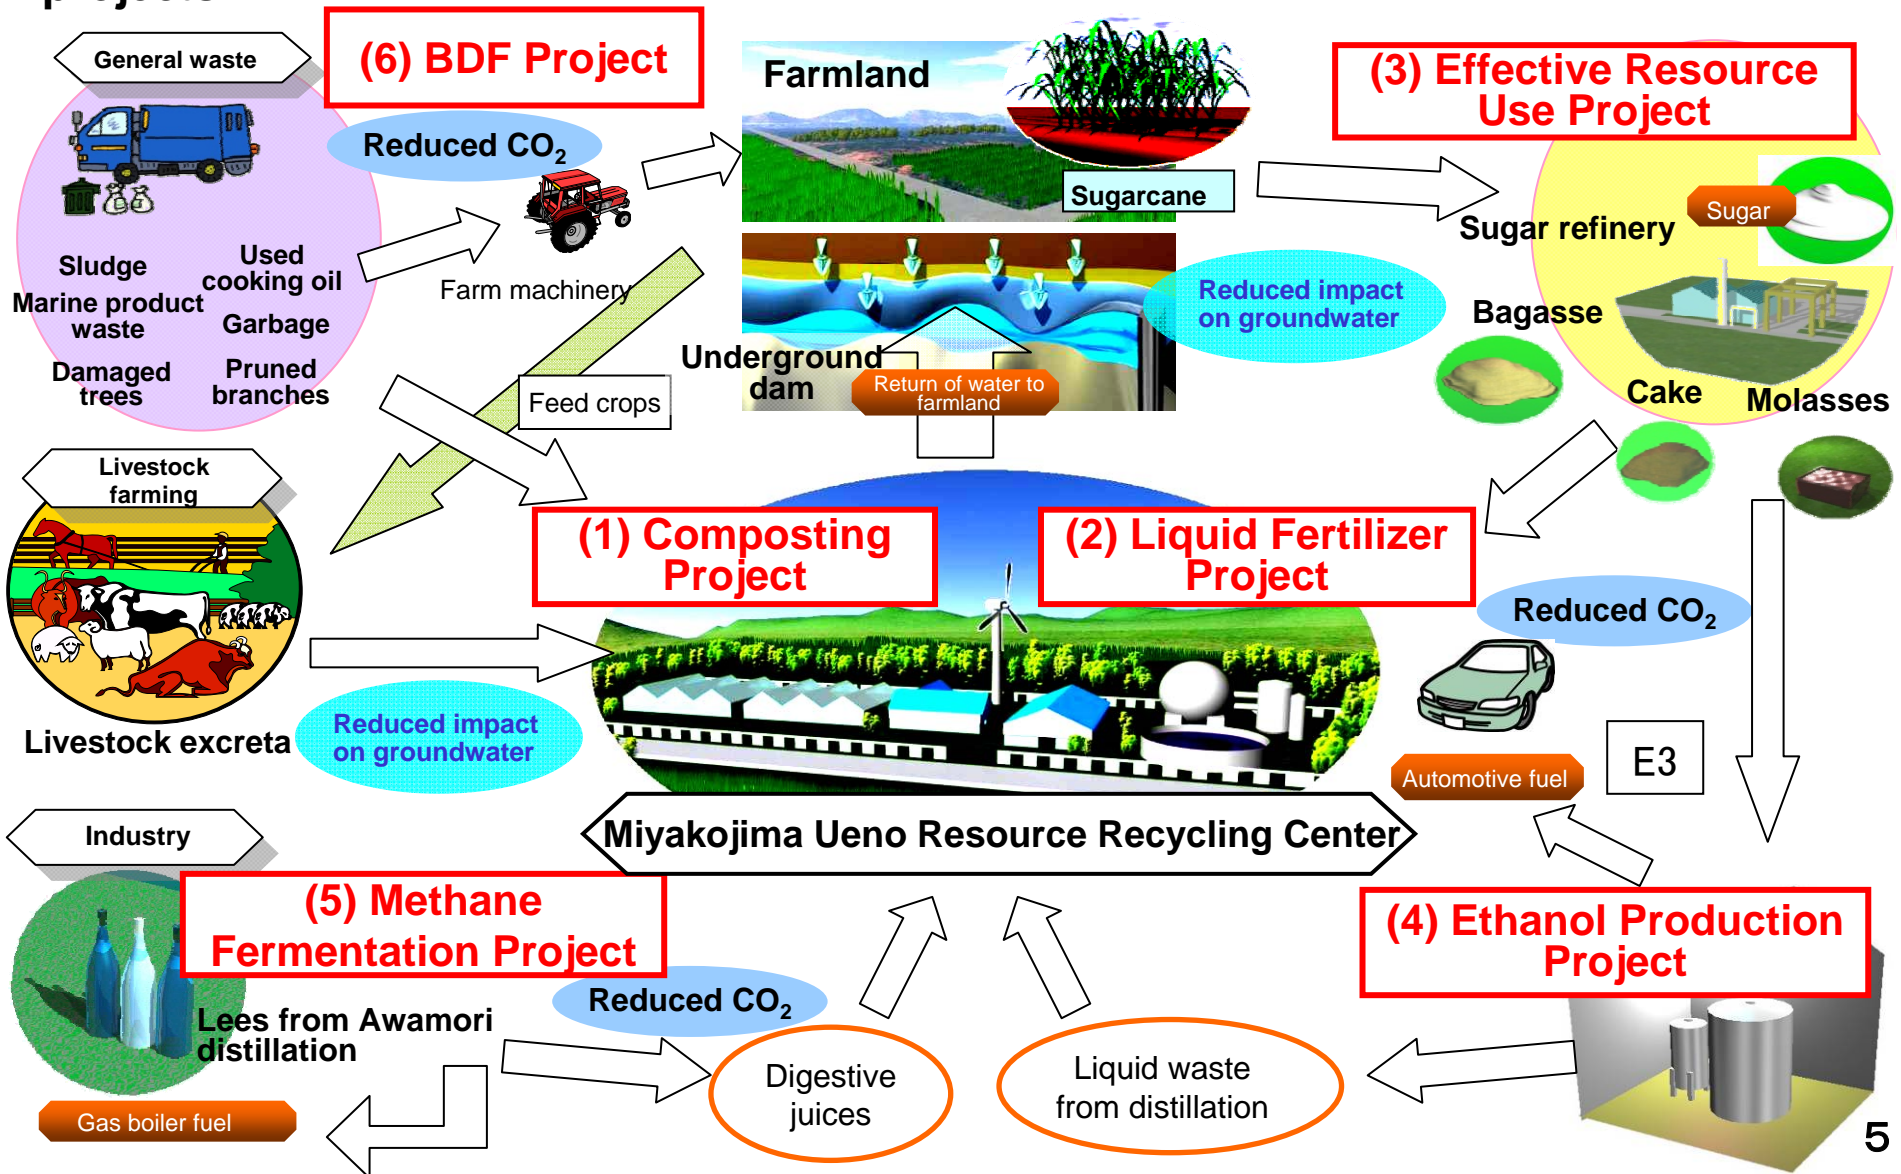 projects
General waste
(6) BDF Project
Farmland
(3) Effective Resource
Use Project
Reduced CO₂
Sugarcane
Sugar refinery
Sugar
Sludge
Used
cooking oil
Marine product
waste
Garbage
Damaged
trees
Pruned
branches
Farm machinery
Reduced impact
on groundwater
Bagasse
Underground
dam
Return of water to
farmland
Cake
Molasses
Feed crops
Livestock
farming
(1) Composting
Project
(2) Liquid Fertilizer
Project
Reduced CO₂
Livestock excreta
Reduced impact
on groundwater
Automotive fuel
E3
Industry
Miyakojima Ueno Resource Recycling Center
(5) Methane
Fermentation Project
(4) Ethanol Production
Project
Reduced CO₂
Lees from Awamori
distillation
Digestive
juices
Liquid waste
from distillation
Gas boiler fuel
5